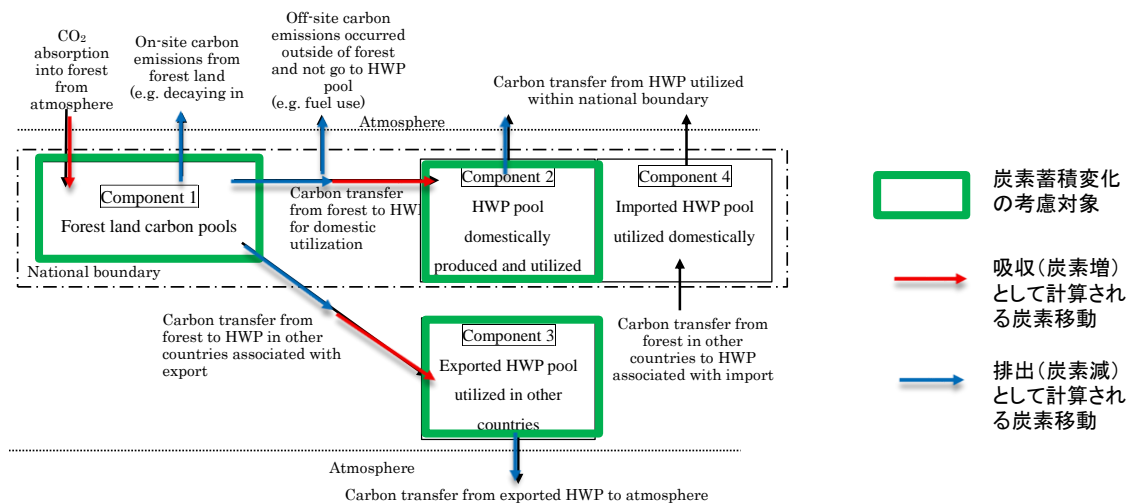 CO₂
absorption
into forest
from
atmosphere
On-site carbon
emissions from
forest land
(e.g. decaying in
Off-site carbon
emissions occurred
outside of forest
and not go to HWP
pool
(e.g. fuel use)
Carbon transfer from HWP utilized
within national boundary
Atmosphere
Component 1
Forest land carbon pools
National boundary
Carbon transfer
from forest to HWP
for domestic
utilization
Component 2
HWP pool
domestically
produced and utilized
Component 4
Imported HWP pool
utilized domestically
Carbon transfer from
forest to HWP in other
countries associated with
export
Component 3
Exported HWP pool
utilized in other
countries
Carbon transfer from
forest in other
countries to HWP
associated with import
Atmosphere
Carbon transfer from exported HWP to atmosphere
炭素蓄積変化
の考慮対象
吸収(炭素増)
として計算され
る炭素移動
排出(炭素減)
として計算され
る炭素移動